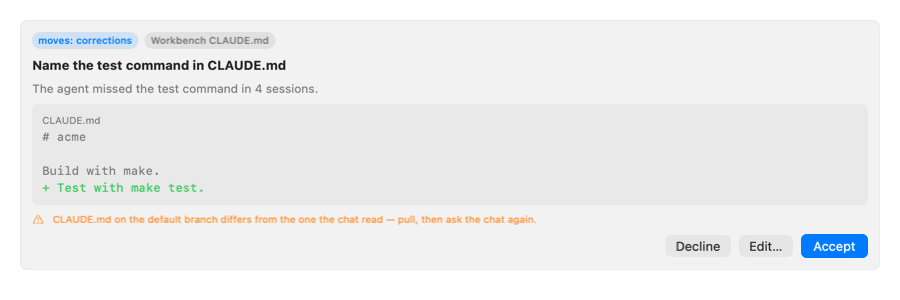 moves: corrections Workbench CLAUDE.md
Name the test command in CLAUDE.md
The agent missed the test command in 4 sessions.
CLAUDE.md
# acme
Build with make.
+ Test with make test.
CLAUDE.md on the default branch differs from the one the chat read — pull, then ask the chat again.
Decline Edit... Accept